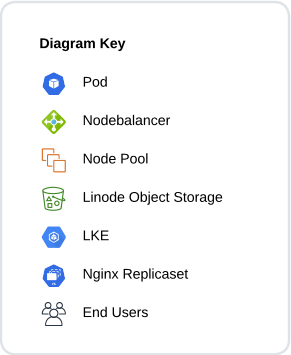 Diagram Key
Pod
Nodebalancer
Node Pool
Linode Object Storage
LKE
Nginx Replicaset
End Users